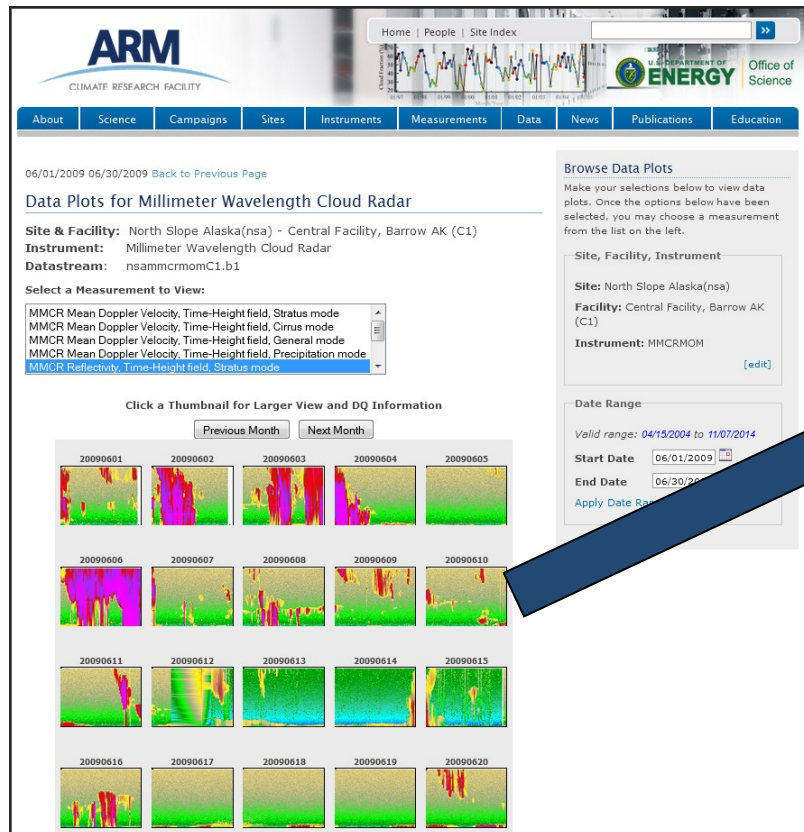 Home | People | Site Index
»
ARM
CLIMATE RESEARCH FACILITY
U.S. DEPARTMENT OF
ENERGY
Office of
Science
About Science Campaigns Sites Instruments Measurements Data News Publications Education
06/01/2009 06/30/2009 Back to Previous Page
Data Plots for Millimeter Wavelength Cloud Radar
Site & Facility: North Slope Alaska(nsa) - Central Facility, Barrow AK (C1)
Instrument: Millimeter Wavelength Cloud Radar
Datastream: nsammcrmomC1.b1
Select a Measurement to View:
MMCR Mean Doppler Velocity, Time-Height field, Stratus mode
MMCR Mean Doppler Velocity, Time-Height field, Cirrus mode
MMCR Mean Doppler Velocity, Time-Height field, General mode
MMCR Mean Doppler Velocity, Time-Height field, Precipitation mode
MMCR Reflectivity, Time-Height field, Stratus mode
Click a Thumbnail for Larger View and DQ Information
Previous Month Next Month
20090601 20090602 20090603 20090604 20090605
20090606 20090607 20090608 20090609 20090610
20090611 20090612 20090613 20090614 20090615
20090616 20090617 20090618 20090619 20090620
Browse Data Plots
Make your selections below to view data
plots. Once the options below have been
selected, you may choose a measurement
from the list on the left.
Site, Facility, Instrument
Site: North Slope Alaska(nsa)
Facility: Central Facility, Barrow AK
(C1)
Instrument: MMCRMOM
[edit]
Date Range
Valid range: 04/15/2004 to 11/07/2014
Start Date 06/01/2009
End Date
Apply Date